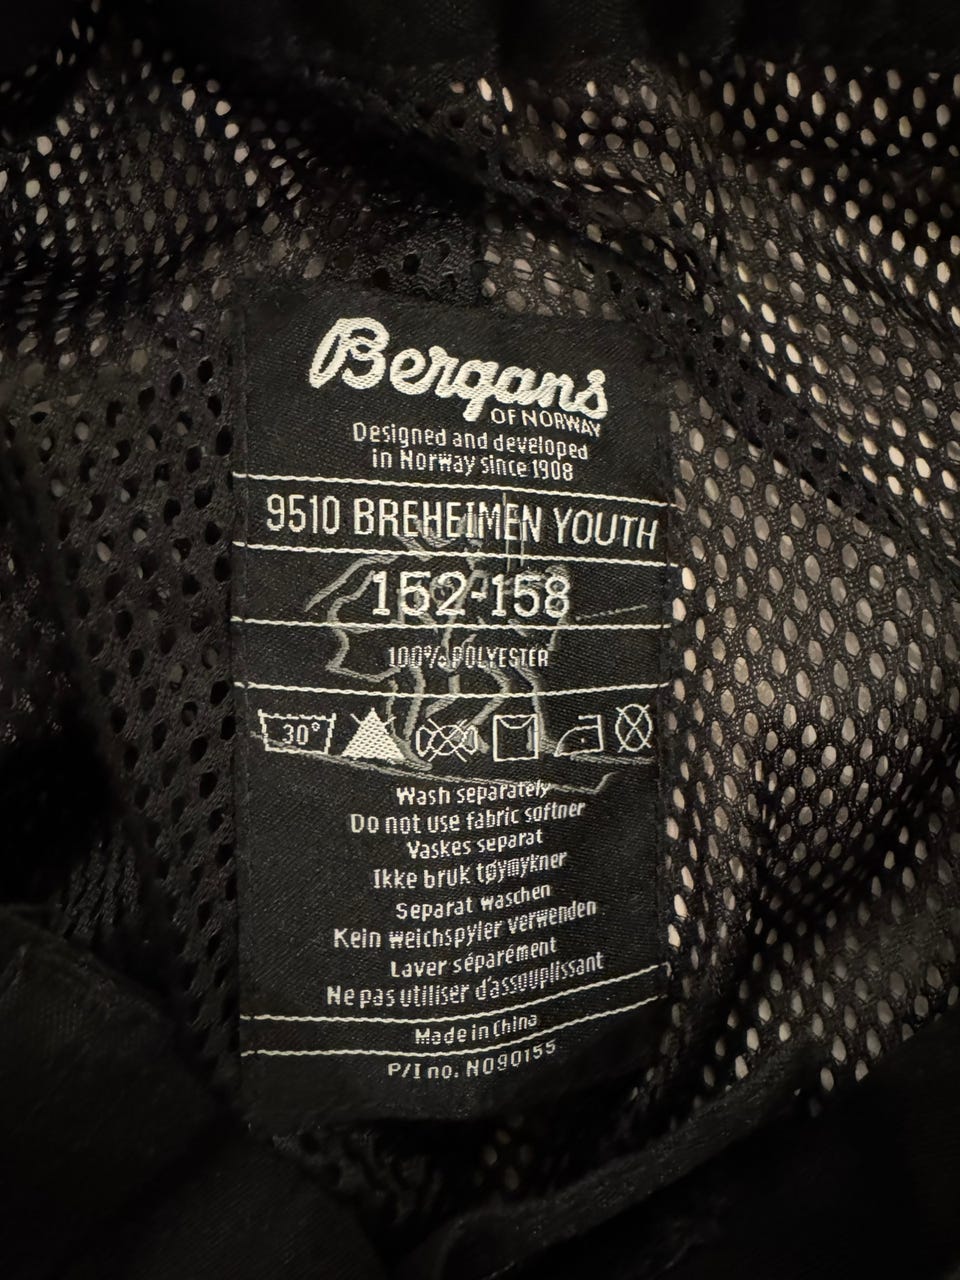 Bergans
OF NORWAY
Designed and developed
in Norway since 1908
9510 BREHEIMEN YOUTH
152-158
100% POLYESTER
30°
Wash separately
Do not use fabric softner
Vaskes separat
Ikke bruk tøymykner
Separat waschen
Kein weichspyler verwenden
Laver séparément
Ne pas utiliser d'assouplissant
Made in China
P/I no. NO90155